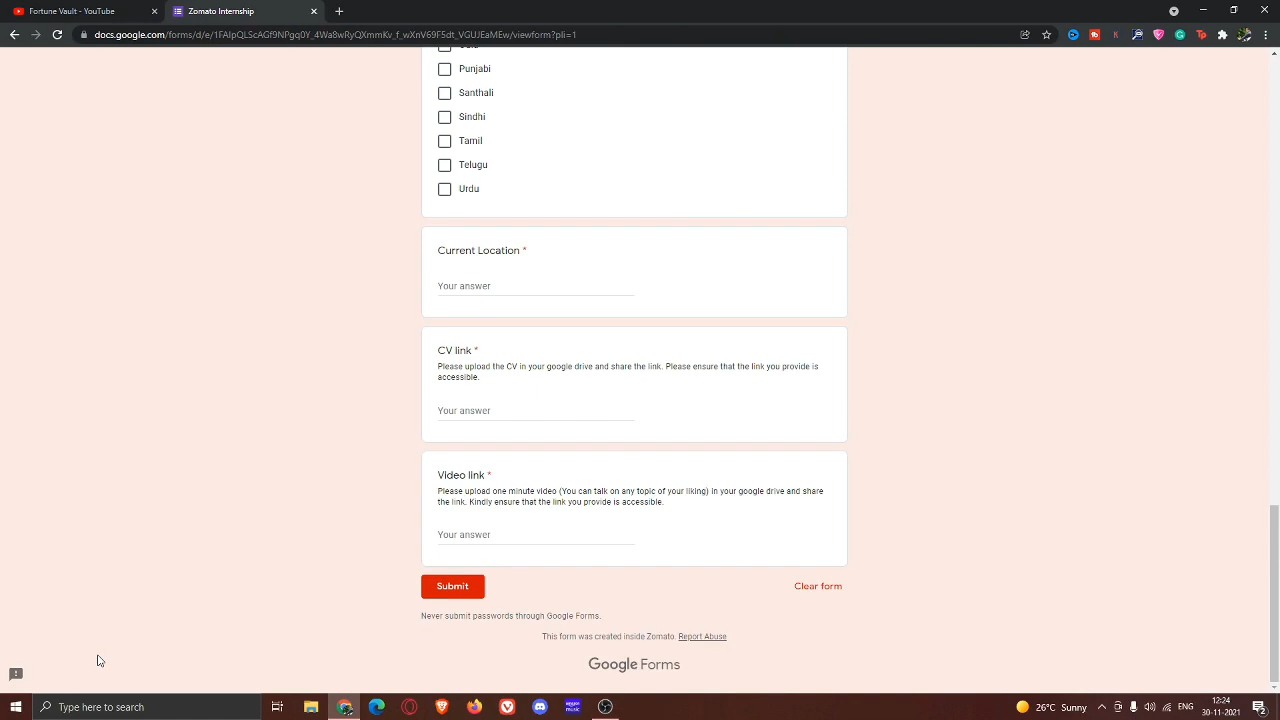 Fortune Vault - YouTube
Zomato Internship
docs.google.com/forms/d/e/1FAIpQLScAGf9NPgq0Y_4Wa8wRyQXmmKv_f_wXnV69F5dt_VGUJEaMEw/viewform?pli=1
Punjabi
Santhali
Sindhi
Tamil
Telugu
Urdu
Current Location *
Your answer
CV link *
Please upload the CV in your google drive and share the link. Please ensure that the link you provide is
accessible.
Your answer
Video link *
Please upload one minute video (You can talk on any topic of your liking) in your google drive and share
the link. Kindly ensure that the link you provide is accessible.
Your answer
Submit
Clear form
Never submit passwords through Google Forms.
This form was created inside Zomato. Report Abuse
Google Forms
Type here to search
amazon
music
26°C Sunny
ENG
12:24
30-11-2021